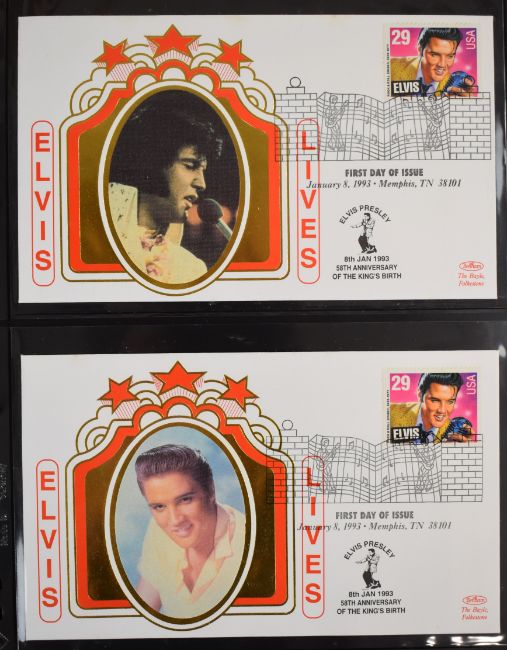 ELVIS
LIVES
29
USA
ELVIS
FIRST DAY OF ISSUE
January 8, 1993 • Memphis, TN 38101
ELVIS PRESLEY
8th JAN 1993
58TH ANNIVERSARY
OF THE KING'S BIRTH
Benham
The Bayle,
Folkestone
ELVIS
LIVES
29
USA
ELVIS
FIRST DAY OF ISSUE
January 8, 1993 • Memphis, TN 38101
ELVIS PRESLEY
8th JAN 1993
58TH ANNIVERSARY
OF THE KING'S BIRTH
Benham
The Bayle,
Folkestone